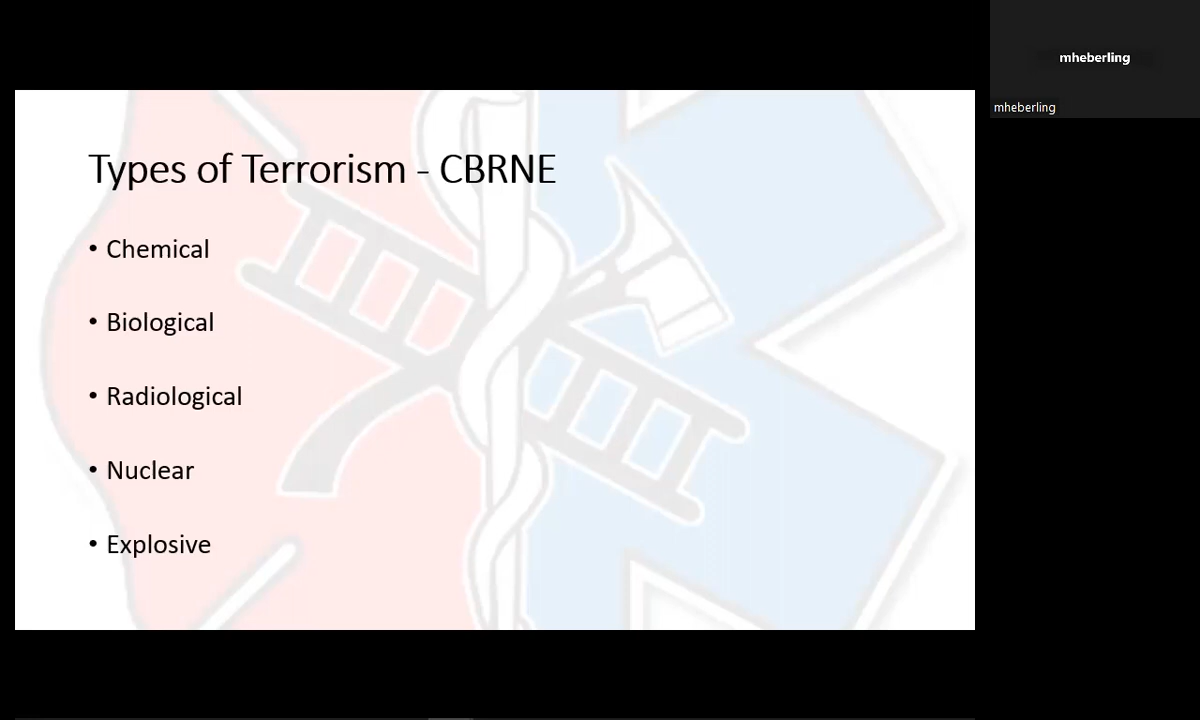 Types of Terrorism - CBRNE
• Chemical
• Biological
• Radiological
• Nuclear
• Explosive
mheberling
mheberling